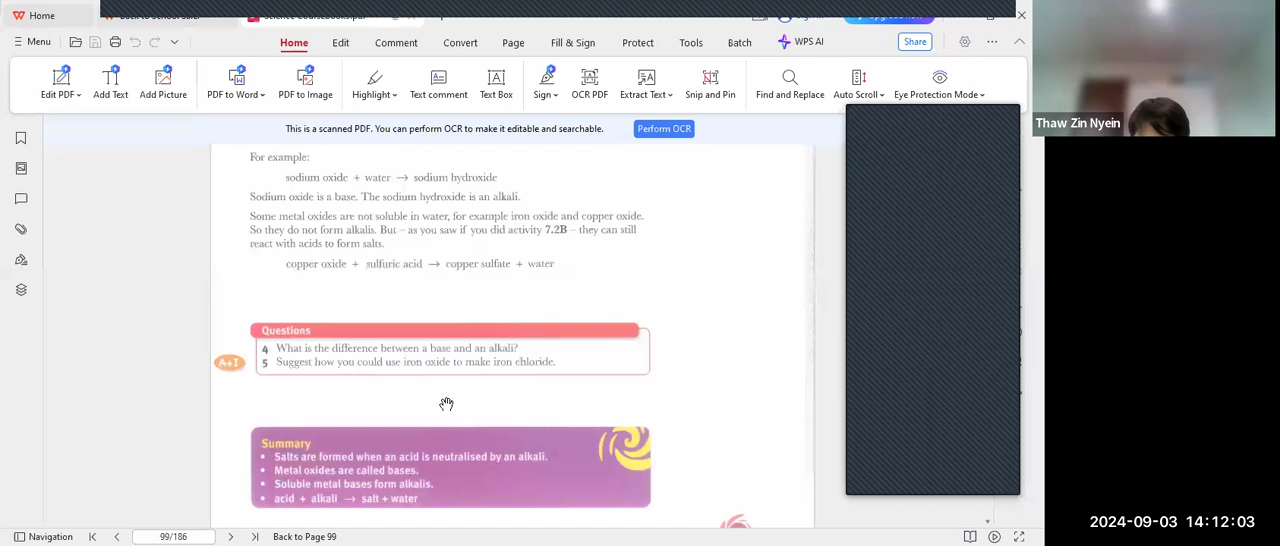 Home
Menu
Home Edit Comment Convert Page Fill & Sign Protect Tools Batch WPS AI
Share
Edit PDF Add Text Add Picture PDF to Word PDF to Image Highlight Text comment Text Box Sign OCR PDF Extract Text Snip and Pin Find and Replace Auto Scroll Eye Protection Mode
This is a scanned PDF. You can perform OCR to make it editable and searchable. Perform OCR
Thaw Zin Nyein
For example:
sodium oxide + water → sodium hydroxide
Sodium oxide is a base. The sodium hydroxide is an alkali.
Some metal oxides are not soluble in water, for example iron oxide and copper oxide.
So they do not form alkalis. But – as you saw if you did activity 7.2B – they can still
react with acids to form salts.
copper oxide + sulfuric acid → copper sulfate + water
Questions
4 What is the difference between a base and an alkali?
A+I
5 Suggest how you could use iron oxide to make iron chloride.
Summary
• Salts are formed when an acid is neutralised by an alkali.
• Metal oxides are called bases.
• Soluble metal bases form alkalis.
• acid + alkali → salt + water
2024-09-03 14:12:03
Navigation 99/186 Back to Page 99